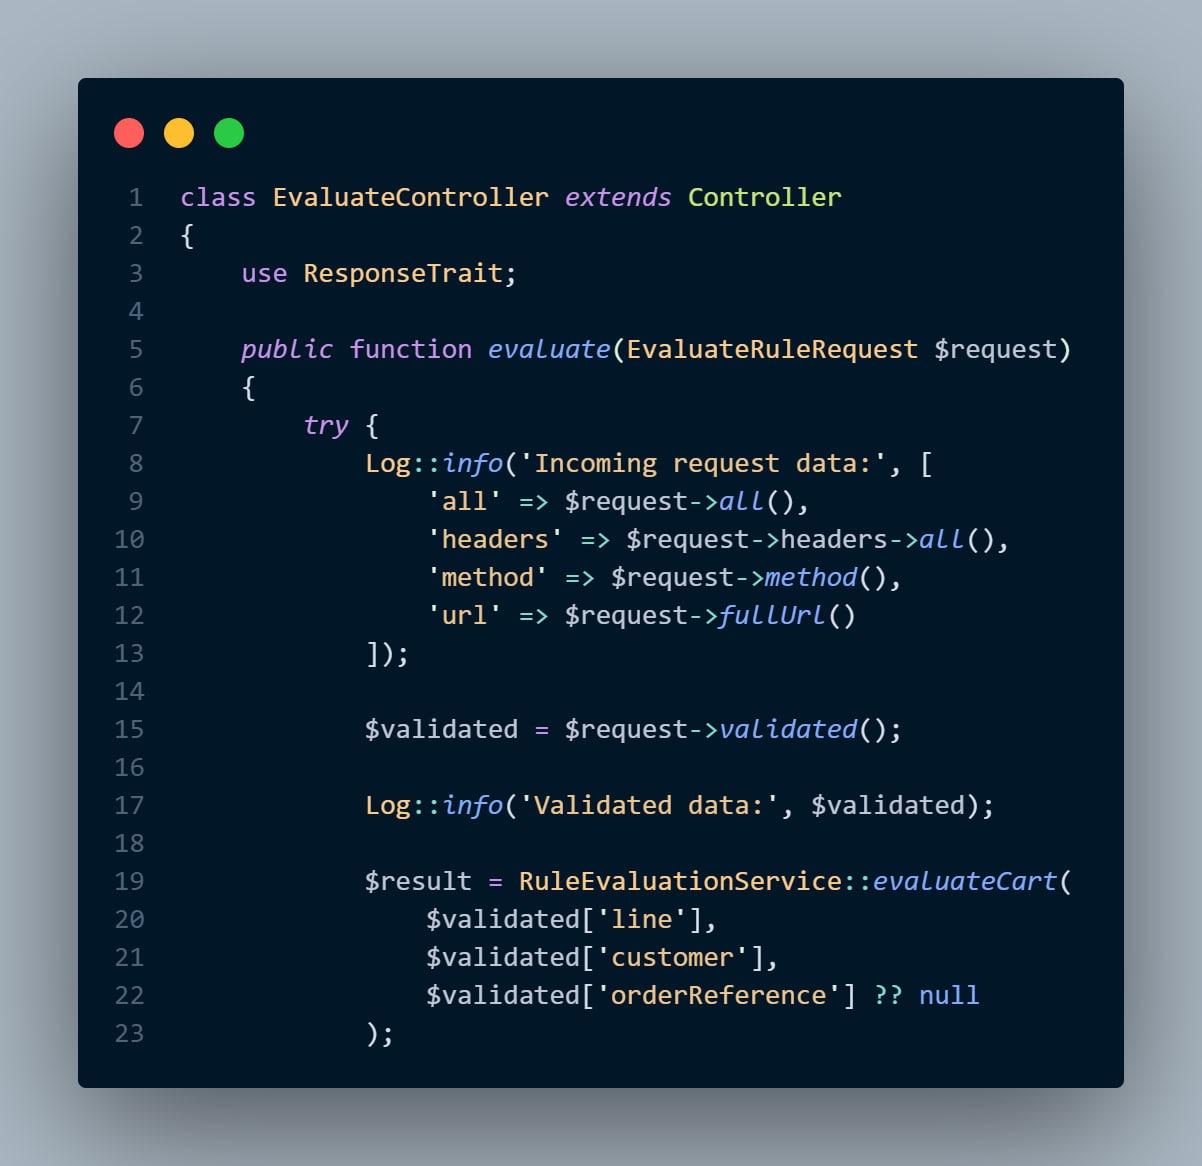 1 class EvaluateController extends Controller
2 {
3     use ResponseTrait;
4
5     public function evaluate(EvaluateRuleRequest $request)
6     {
7         try {
8             Log::info('Incoming request data:', [
9                 'all' => $request->all(),
10                 'headers' => $request->headers->all(),
11                 'method' => $request->method(),
12                 'url' => $request->fullUrl()
13             ]);
14
15             $validated = $request->validated();
16
17             Log::info('Validated data:', $validated);
18
19             $result = RuleEvaluationService::evaluateCart(
20                 $validated['line'],
21                 $validated['customer'],
22                 $validated['orderReference'] ?? null
23             );